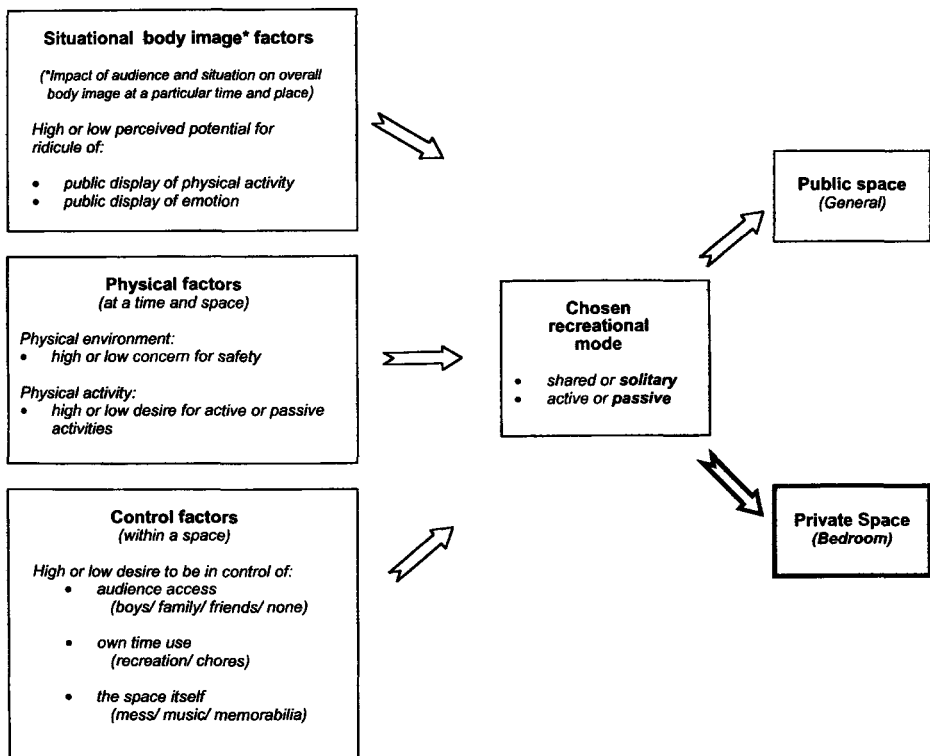 Situational body image* factors
(*Impact of audience and situation on overall
body image at a particular time and place)
High or low perceived potential for
ridicule of:
• public display of physical activity
• public display of emotion
Physical factors
(at a time and space)
Physical environment:
• high or low concern for safety
Physical activity:
• high or low desire for active or passive
activities
Control factors
(within a space)
High or low desire to be in control of:
• audience access
(boys/ family/ friends/ none)
• own time use
(recreation/ chores)
• the space itself
(mess/ music/ memorabilia)
Chosen
recreational
mode
• shared or solitary
• active or passive
Public space
(General)
Private Space
(Bedroom)